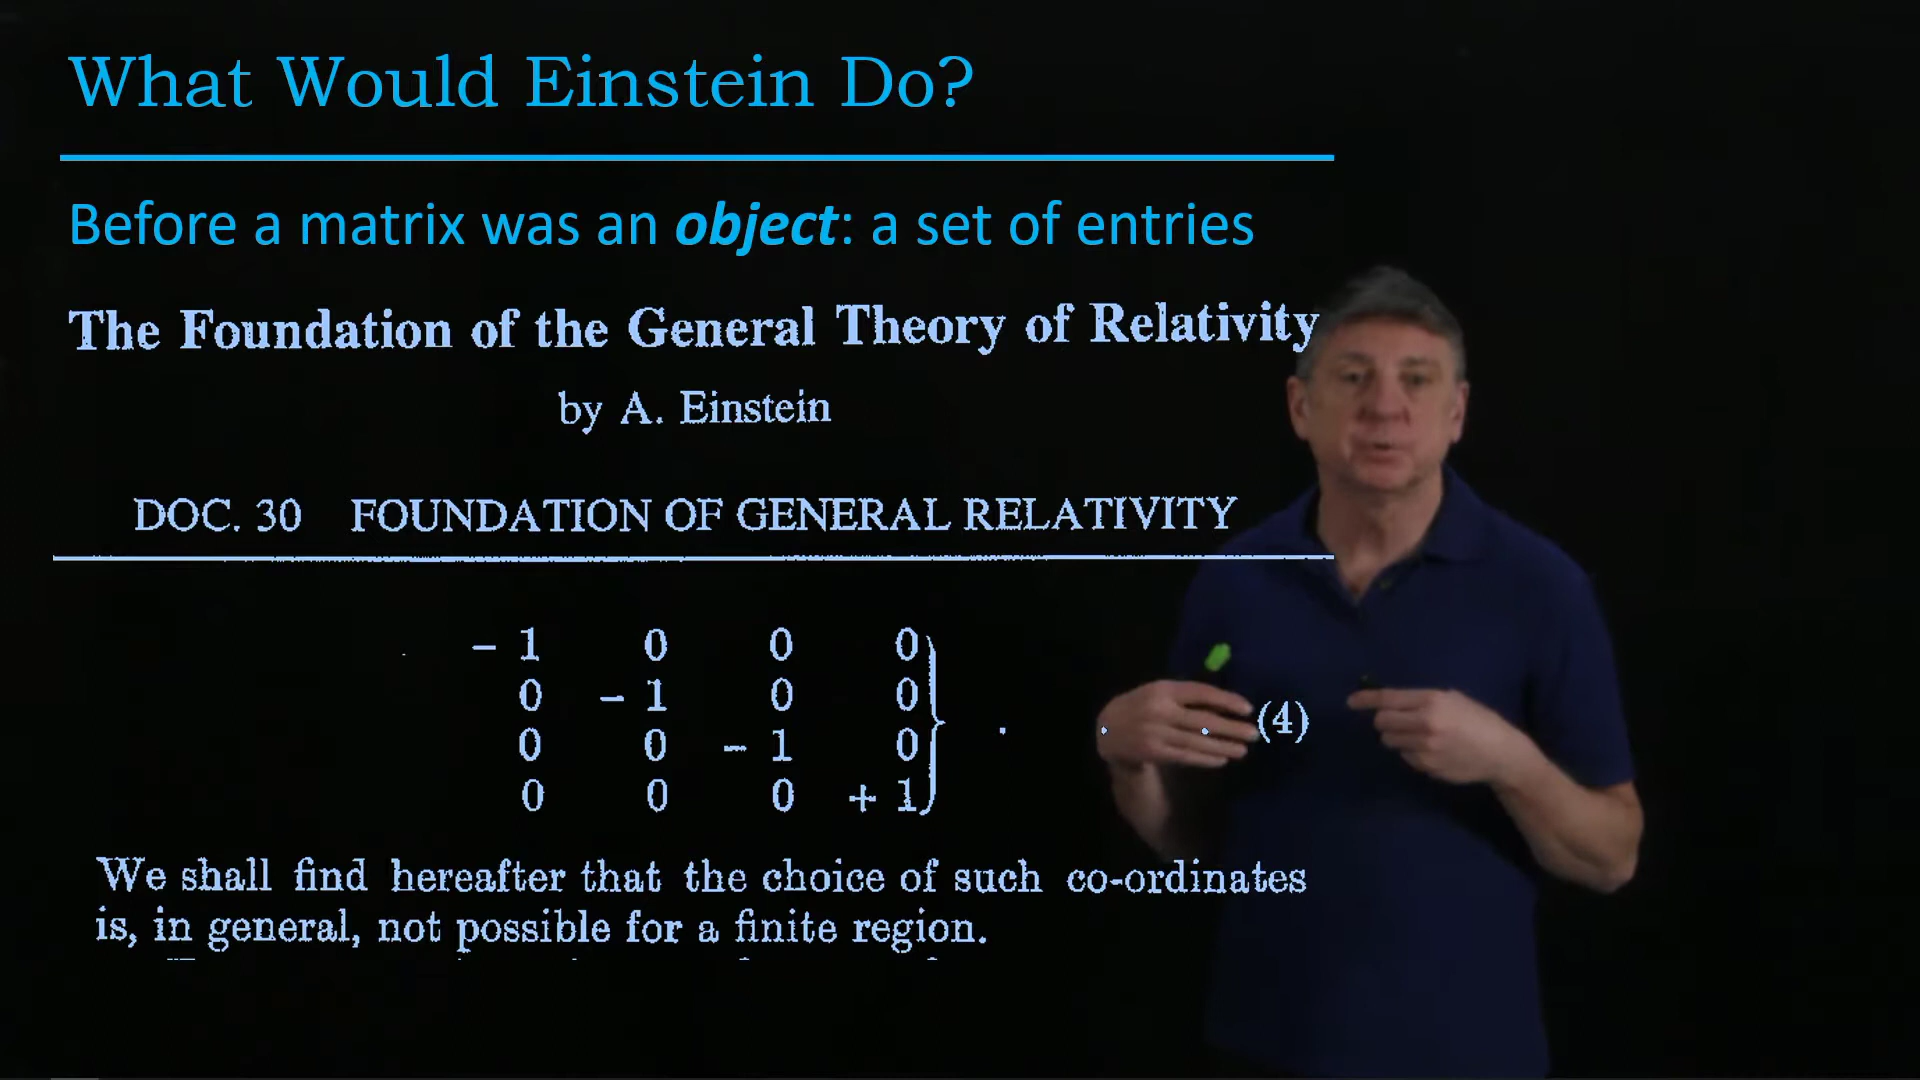 What Would Einstein Do?
Before a matrix was an object: a set of entries
The Foundation of the General Theory of Relativity
by A. Einstein
DOC. 30 FOUNDATION OF GENERAL RELATIVITY
- 1 0 0 0
0 - 1 0 0
0 0 - 1 0
0 0 0 + 1 } . . . (4)
We shall find hereafter that the choice of such co-ordinates
is, in general, not possible for a finite region.